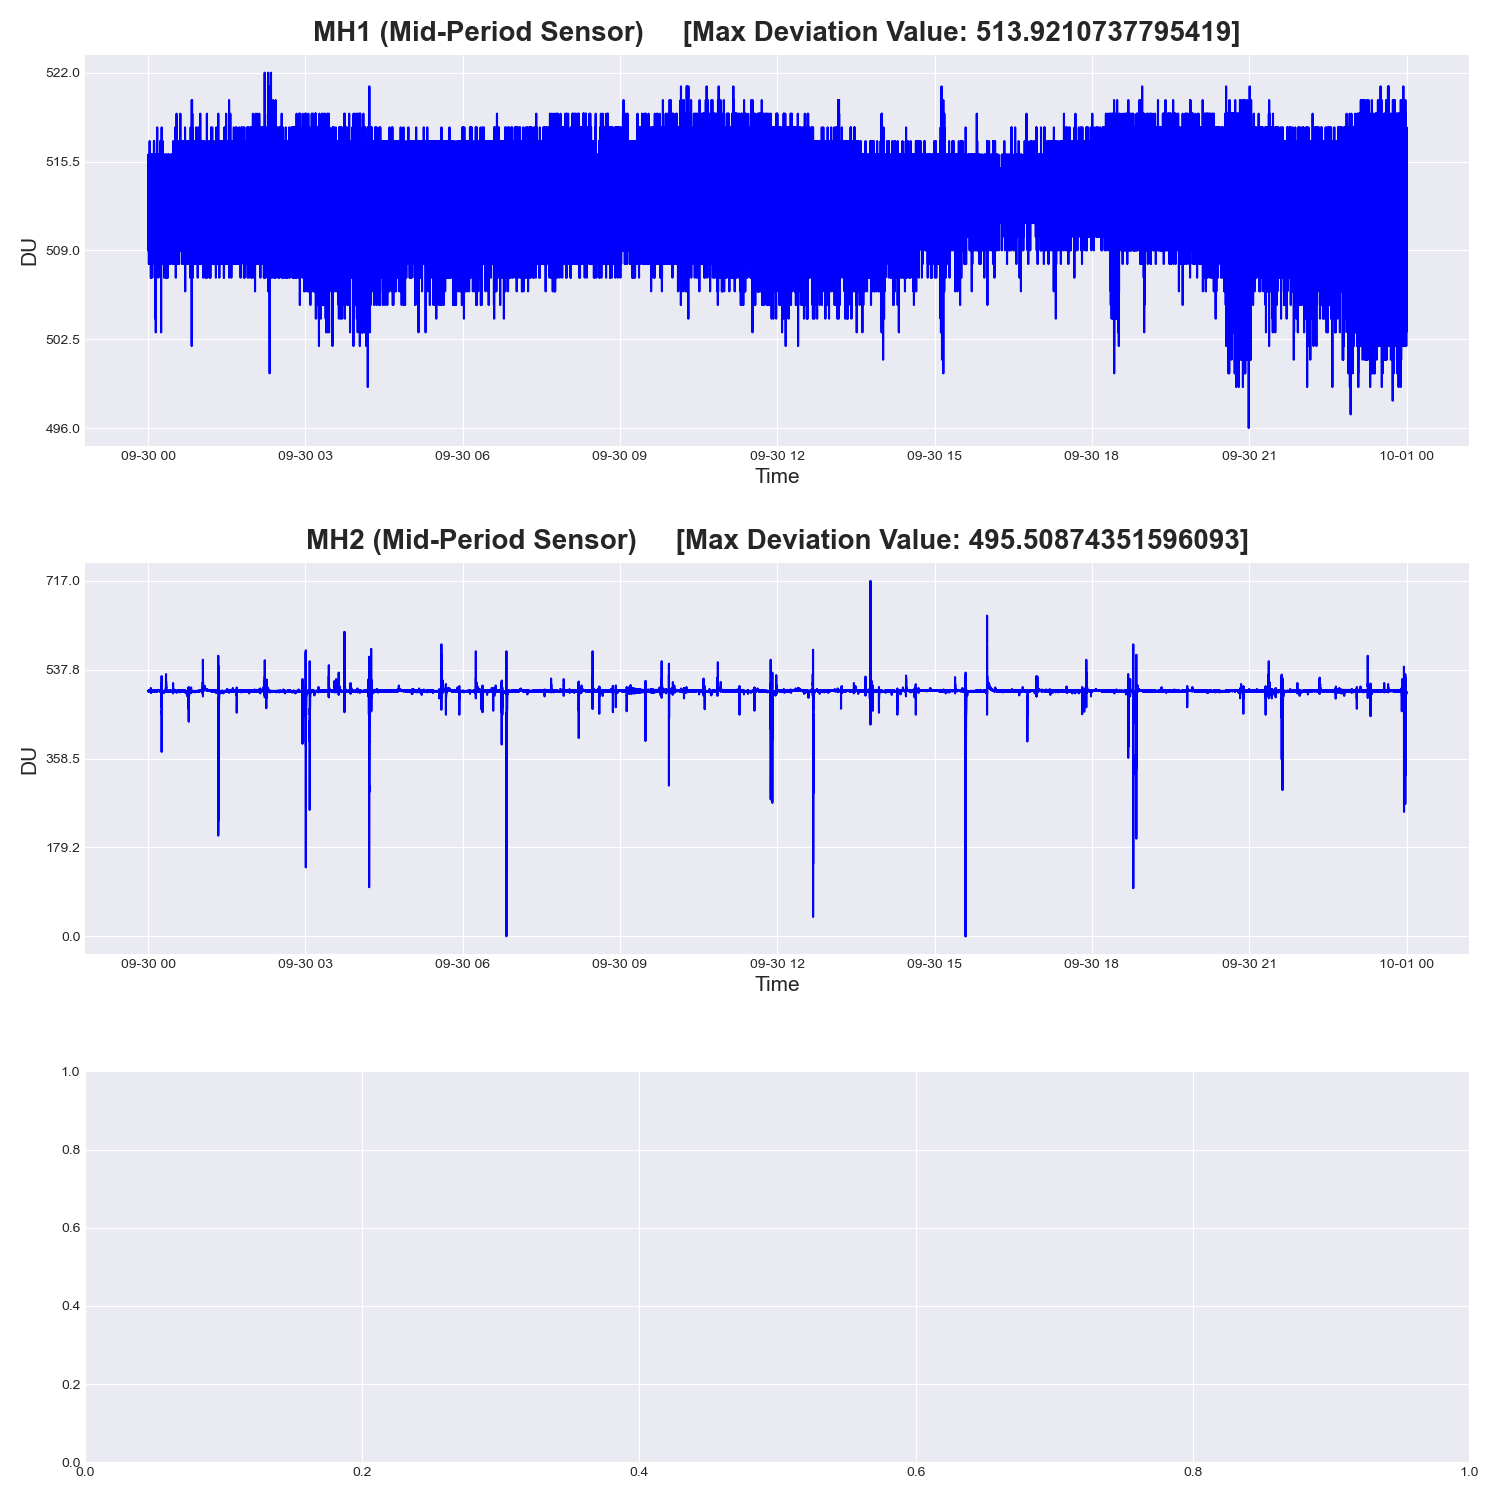 MH1 (Mid-Period Sensor) [Max Deviation Value: 513.9210737795419]
522.0
515.5
509.0
502.5
496.0
DU
09-30 00 09-30 03 09-30 06 09-30 09 09-30 12 09-30 15 09-30 18 09-30 21 10-01 00
Time
MH2 (Mid-Period Sensor) [Max Deviation Value: 495.50874351596093]
717.0
537.8
358.5
179.2
0.0
DU
09-30 00 09-30 03 09-30 06 09-30 09 09-30 12 09-30 15 09-30 18 09-30 21 10-01 00
Time
1.0
0.8
0.6
0.4
0.2
0.0
0.0 0.2 0.4 0.6 0.8 1.0